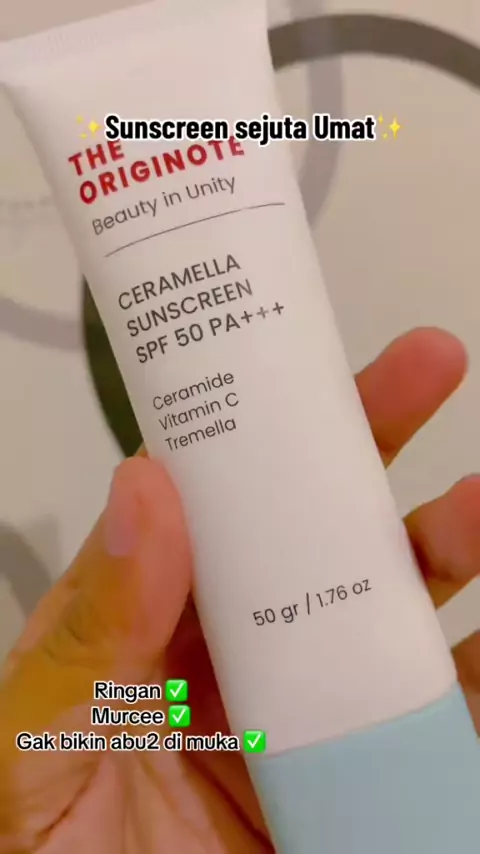 ✨Sunscreen sejuta Umat✨
THE
ORIGINOTE
Beauty in Unity
CERAMELLA
SUNSCREEN
SPF 50 PA+++
Ceramide
Vitamin C
Tremella
50 gr / 1.76 oz
Ringan ✅
Murcee ✅
Gak bikin abu2 di muka ✅